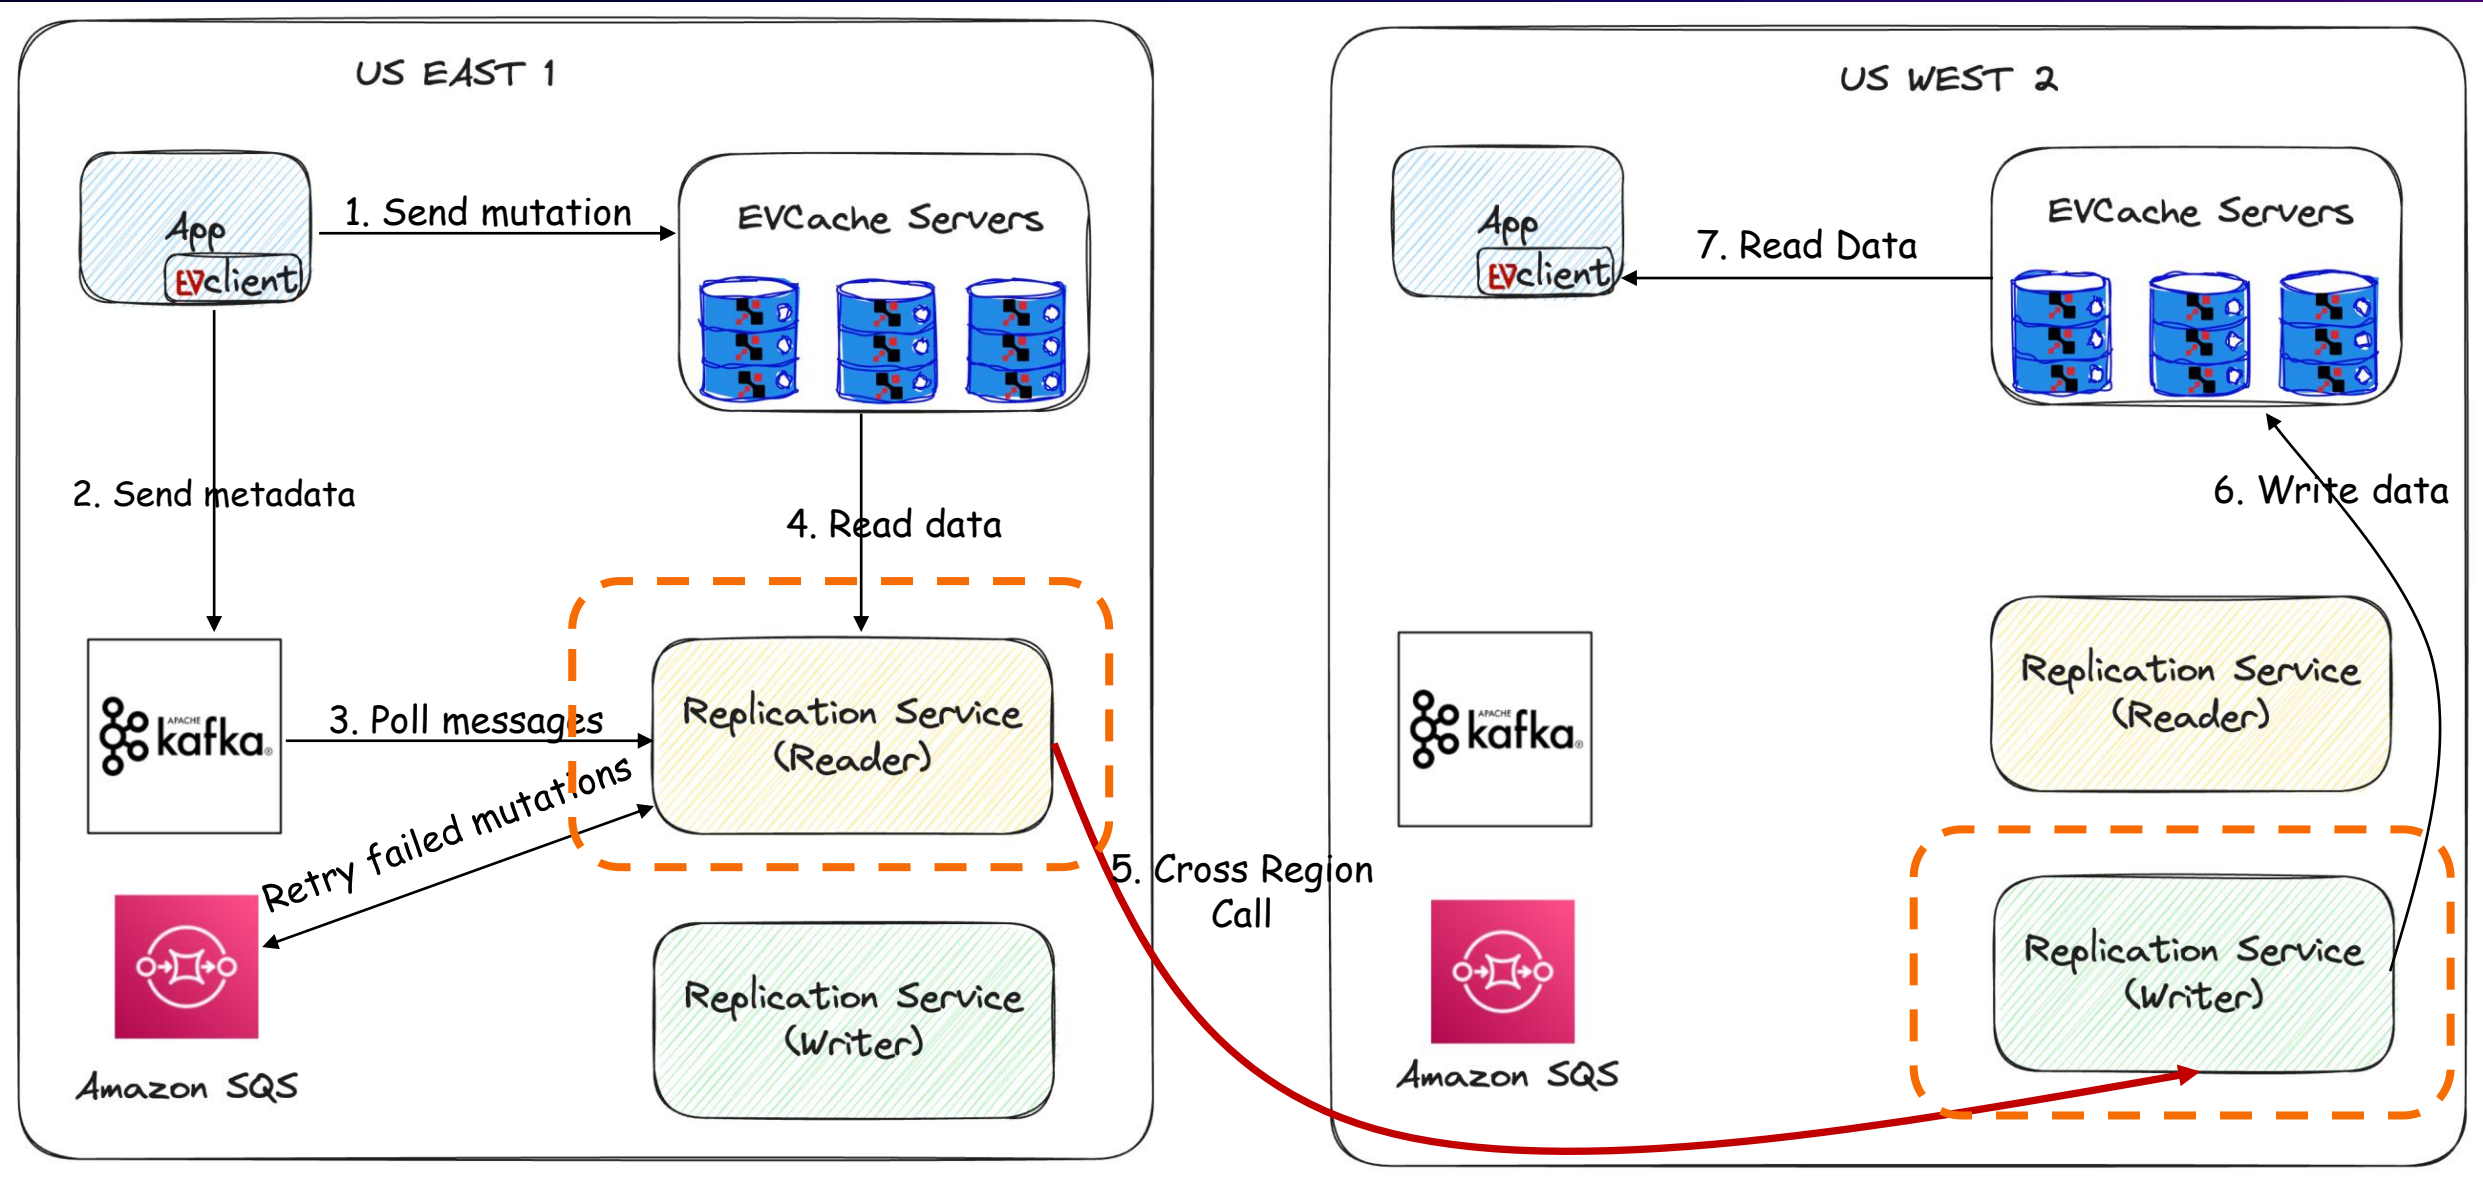 US EAST 1
App
EVclient
1. Send mutation
EVCache Servers
2. Send metadata
4. Read data
APACHE
kafka®
3. Poll messages
Replication Service
(Reader)
Retry failed mutations
Amazon SQS
Replication Service
(Writer)
5. Cross Region
Call
US WEST 2
App
EVclient
7. Read Data
EVCache Servers
6. Write data
APACHE
kafka®
Replication Service
(Reader)
Amazon SQS
Replication Service
(Writer)